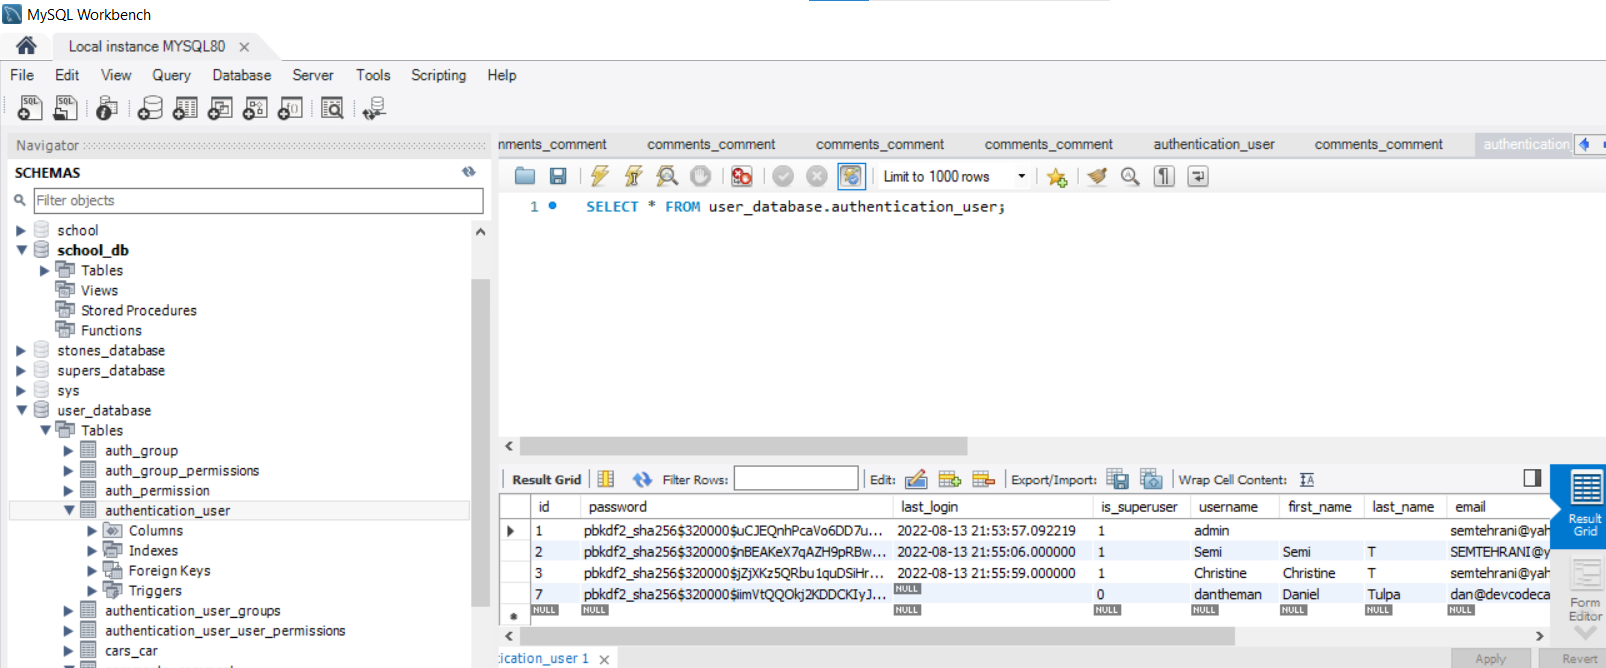 MySQL Workbench
Local instance MYSQL80
File Edit View Query Database Server Tools Scripting Help
Navigator
SCHEMAS
Filter objects
school
school_db
Tables
Views
Stored Procedures
Functions
stones_database
supers_database
sys
user_database
Tables
auth_group
auth_group_permissions
auth_permission
authentication_user
Columns
Indexes
Foreign Keys
Triggers
authentication_user_groups
authentication_user_user_permissions
cars_car
nments_comment comments_comment comments_comment comments_comment authentication_user comments_comment authentication_
Limit to 1000 rows
1 SELECT * FROM user_database.authentication_user;
Result Grid Filter Rows: Edit: Export/Import: Wrap Cell Content:
id password last_login is_superuser username first_name last_name email
1 pbkdf2_sha256$320000$uCJEQnhPcaVo6DD7u... 2022-08-13 21:53:57.092219 1 admin semtehrani@yah
2 pbkdf2_sha256$320000$nBEAKeX7qAZH9pRBw... 2022-08-13 21:55:06.000000 1 Semi Semi T SEMTEHRANI@y
3 pbkdf2_sha256$320000$jZjXKz5QRbu1quDSiHr... 2022-08-13 21:55:59.000000 1 Christine Christine T semtehrani@yah
7 pbkdf2_sha256$320000$iimVtQQOkj2KDDCKIyJ... NULL 0 dantheman Daniel Tulpa dan@devcodeca
NULL NULL NULL NULL NULL NULL NULL NULL
Result Grid
Form Editor
ication_user 1
Apply Revert